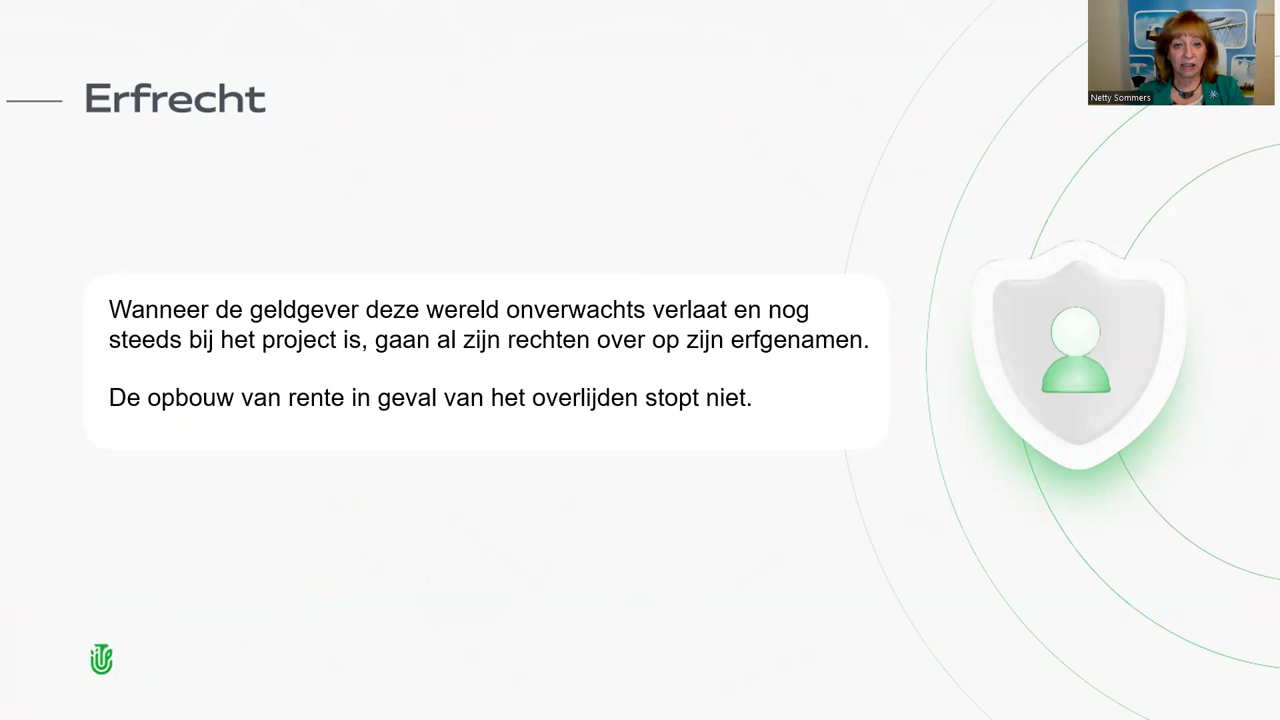 Erfrecht
Netty Sommers
Wanneer de geldgever deze wereld onverwachts verlaat en nog
steeds bij het project is, gaan al zijn rechten over op zijn erfgenamen.
De opbouw van rente in geval van het overlijden stopt niet.